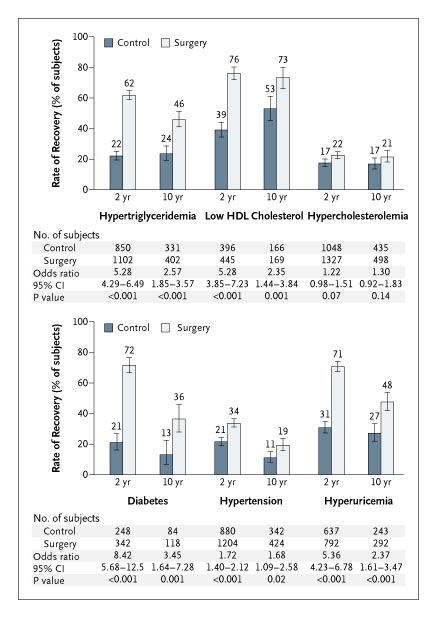 100
Control Surgery
80
60
40
20
0
Rate of Recovery (% of subjects)
22 62 24 46 39 76 53 73 17 22 17 21
2 yr 10 yr 2 yr 10 yr 2 yr 10 yr
Hypertriglyceridemia Low HDL Cholesterol Hypercholesterolemia
No. of subjects
Control 850 331 396 166 1048 435
Surgery 1102 402 445 169 1327 498
Odds ratio 5.28 2.57 5.28 2.35 1.22 1.30
95% CI 4.29–6.49 1.85–3.57 3.85–7.23 1.44–3.84 0.98–1.51 0.92–1.83
P value <0.001 <0.001 <0.001 0.001 0.07 0.14
100
Control Surgery
80
60
40
20
0
Rate of Recovery (% of subjects)
21 72 13 36 21 34 11 19 31 71 27 48
2 yr 10 yr 2 yr 10 yr 2 yr 10 yr
Diabetes Hypertension Hyperuricemia
No. of subjects
Control 248 84 880 342 637 243
Surgery 342 118 1204 424 792 292
Odds ratio 8.42 3.45 1.72 1.68 5.36 2.37
95% CI 5.68–12.5 1.64–7.28 1.40–2.12 1.09–2.58 4.23–6.78 1.61–3.47
P value <0.001 0.001 <0.001 0.02 <0.001 <0.001